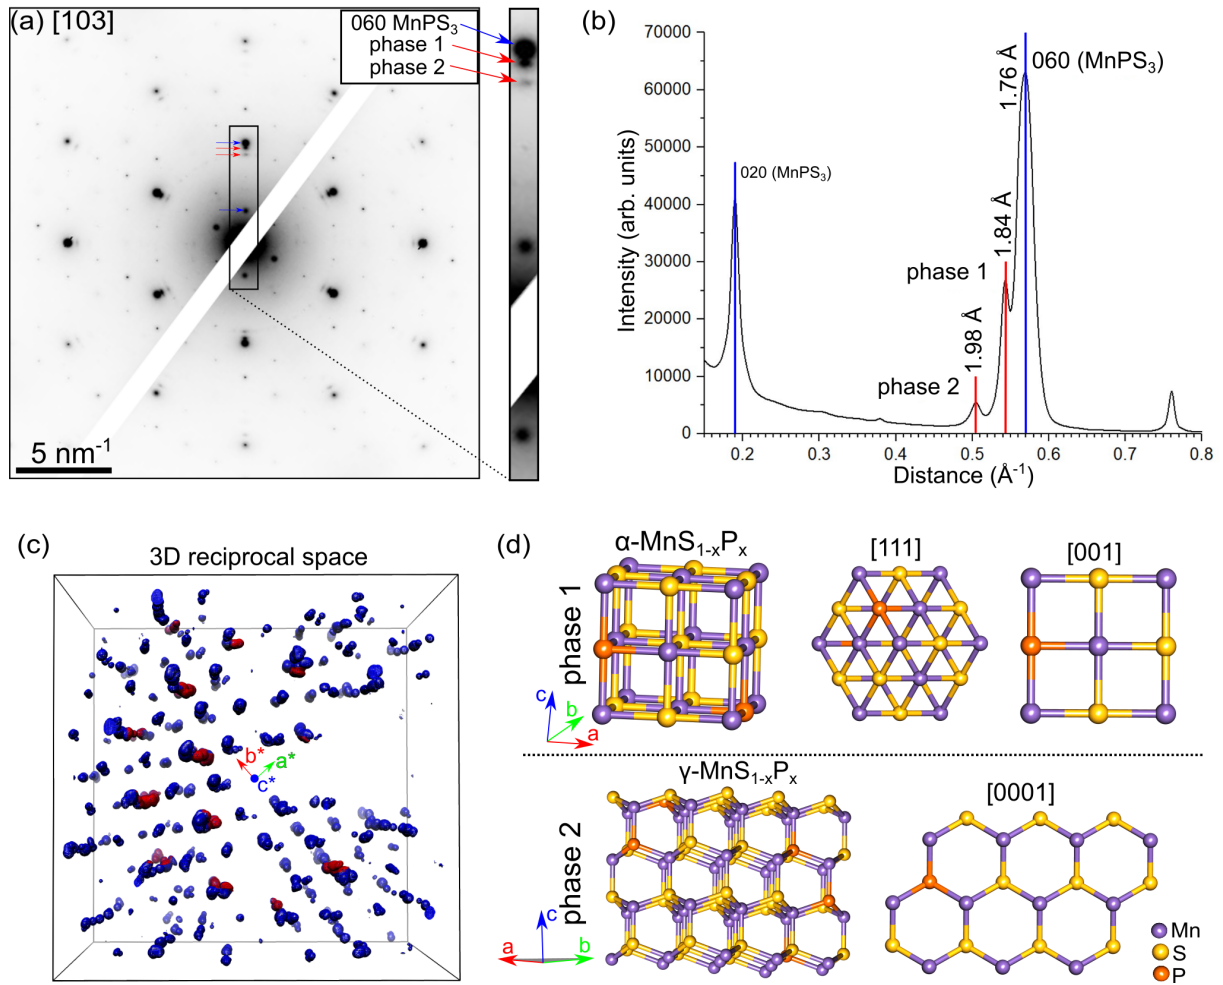 (a) [103]
060 MnPS₃
phase 1
phase 2
5 nm⁻¹
(b)
70000
60000
50000
40000
30000
20000
10000
0
Intensity (arb. units)
020 (MnPS₃)
phase 2
1.98 Å
phase 1
1.84 Å
1.76 Å
060 (MnPS₃)
0.2 0.3 0.4 0.5 0.6 0.7 0.8
Distance (Å⁻¹)
(c)
3D reciprocal space
b*
a*
c*
(d)
α-MnS₁₋ₓPₓ
[111]
[001]
phase 1
c
b
a
γ-MnS₁₋ₓPₓ
[0001]
phase 2
c
a
b
Mn
S
P